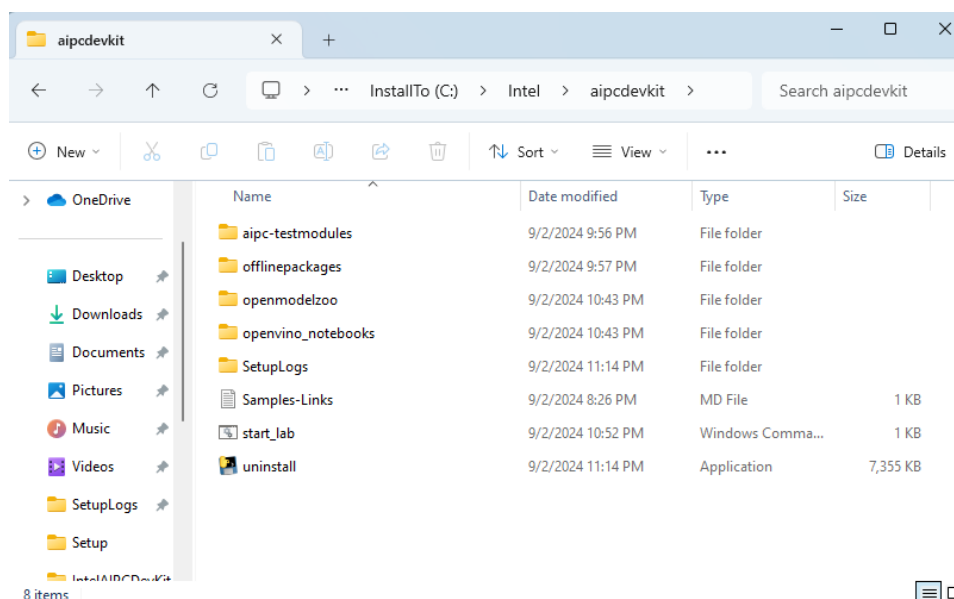 aipcdevkit
InstallTo (C:) Intel aipcdevkit Search aipcdevkit
New Sort View Details
Name Date modified Type Size
OneDrive
Desktop
Downloads
Documents
Pictures
Music
Videos
SetupLogs
Setup
IntelAIPCDevKit
aipc-testmodules 9/2/2024 9:56 PM File folder
offlinepackages 9/2/2024 9:57 PM File folder
openmodelzoo 9/2/2024 10:43 PM File folder
openvino_notebooks 9/2/2024 10:43 PM File folder
SetupLogs 9/2/2024 11:14 PM File folder
Samples-Links 9/2/2024 8:26 PM MD File 1 KB
start_lab 9/2/2024 10:52 PM Windows Comma... 1 KB
uninstall 9/2/2024 11:14 PM Application 7,355 KB
8 items